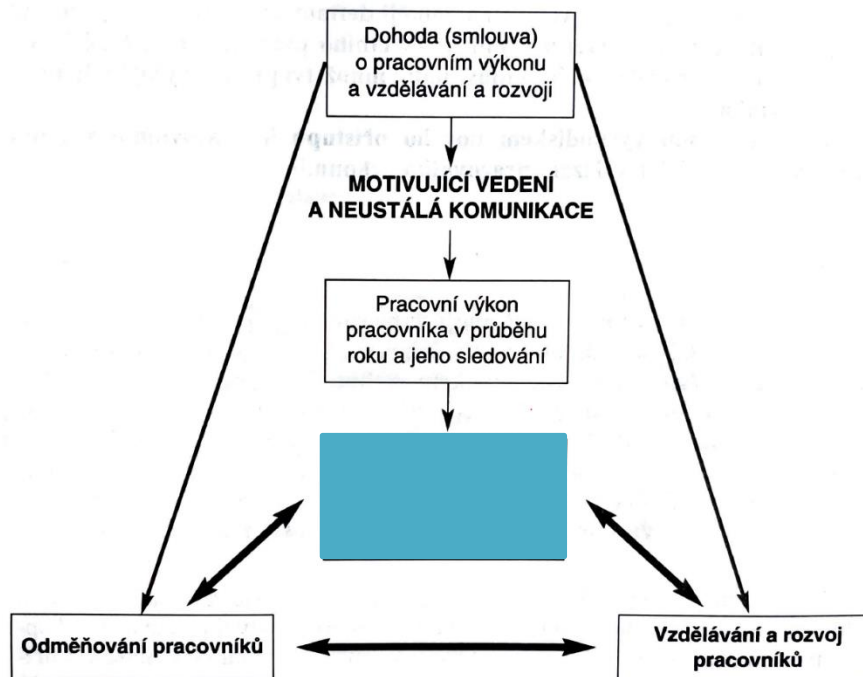 Dohoda (smlouva)
o pracovním výkonu
a vzdělávání a rozvoji
MOTIVUJÍCÍ VEDENÍ
A NEUSTÁLÁ KOMUNIKACE
Pracovní výkon
pracovníka v průběhu
roku a jeho sledování
Odměňování pracovníků
Vzdělávání a rozvoj
pracovníků